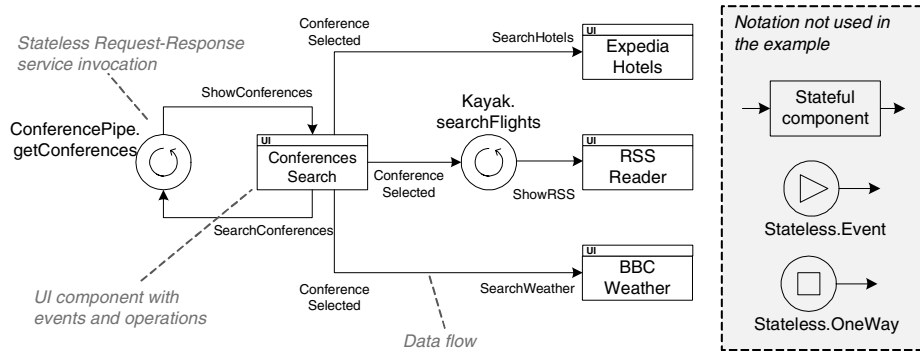 Stateless Request-Response
service invocation
ConferencePipe.
getConferences
ShowConferences
SearchConferences
UI
Conferences
Search
UI component with
events and operations
Conference
Selected
SearchHotels
UI
Expedia
Hotels
Conference
Selected
Kayak.
searchFlights
ShowRSS
UI
RSS
Reader
Conference
Selected
SearchWeather
UI
BBC
Weather
Data flow
Notation not used in
the example
Stateful
component
Stateless.Event
Stateless.OneWay